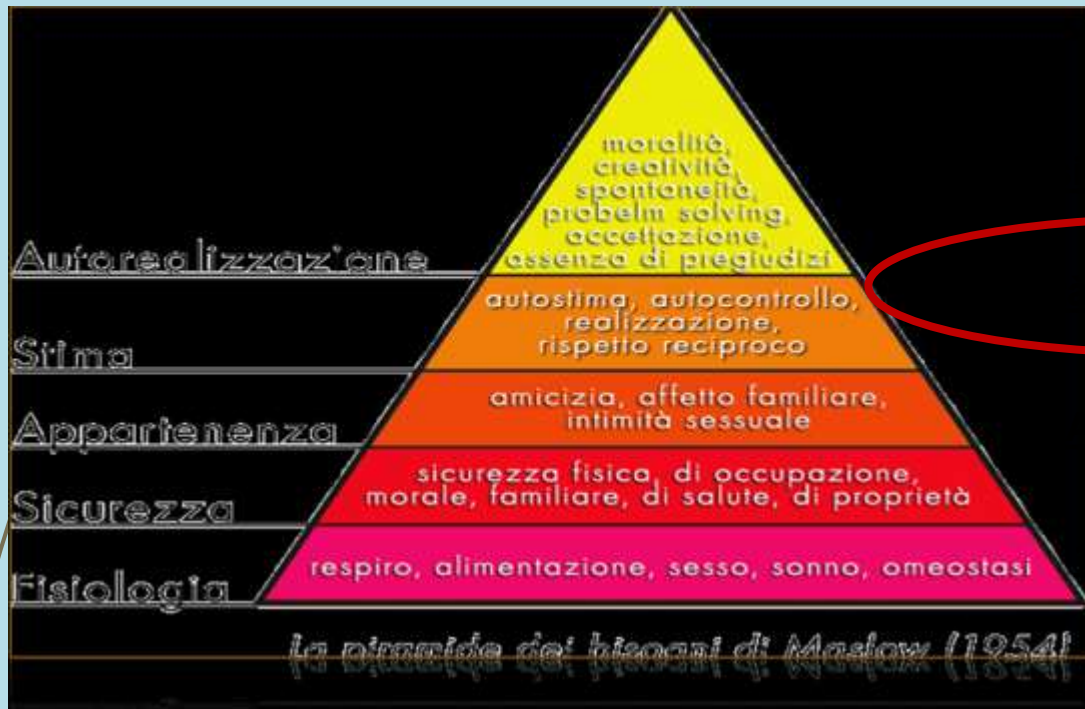 moralità,
creatività,
spontaneità,
probelm solving,
accettazione,
assenza di pregiudizi
Autorealizzazione
autostima, autocontrollo,
realizzazione,
rispetto reciproco
Stima
amicizia, affetto familiare,
intimità sessuale
Appartenenza
sicurezza fisica, di occupazione,
morale, familiare, di salute, di proprietà
Sicurezza
respiro, alimentazione, sesso, sonno, omeostasi
Fisiologia
La piramide dei bisogni di Maslow (1954)